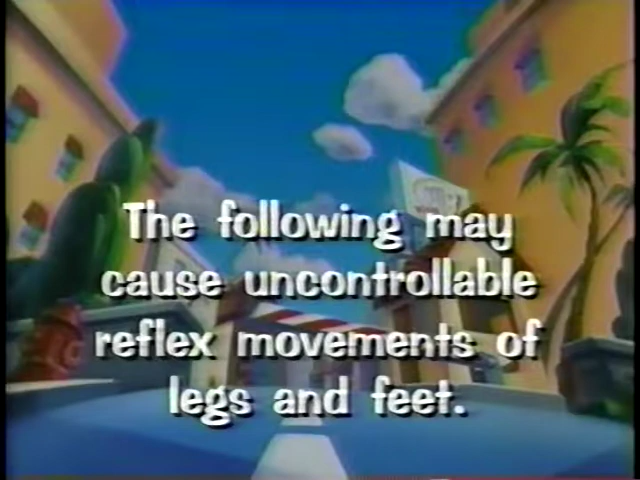 The following may
cause uncontrollable
reflex movements of
legs and feet.